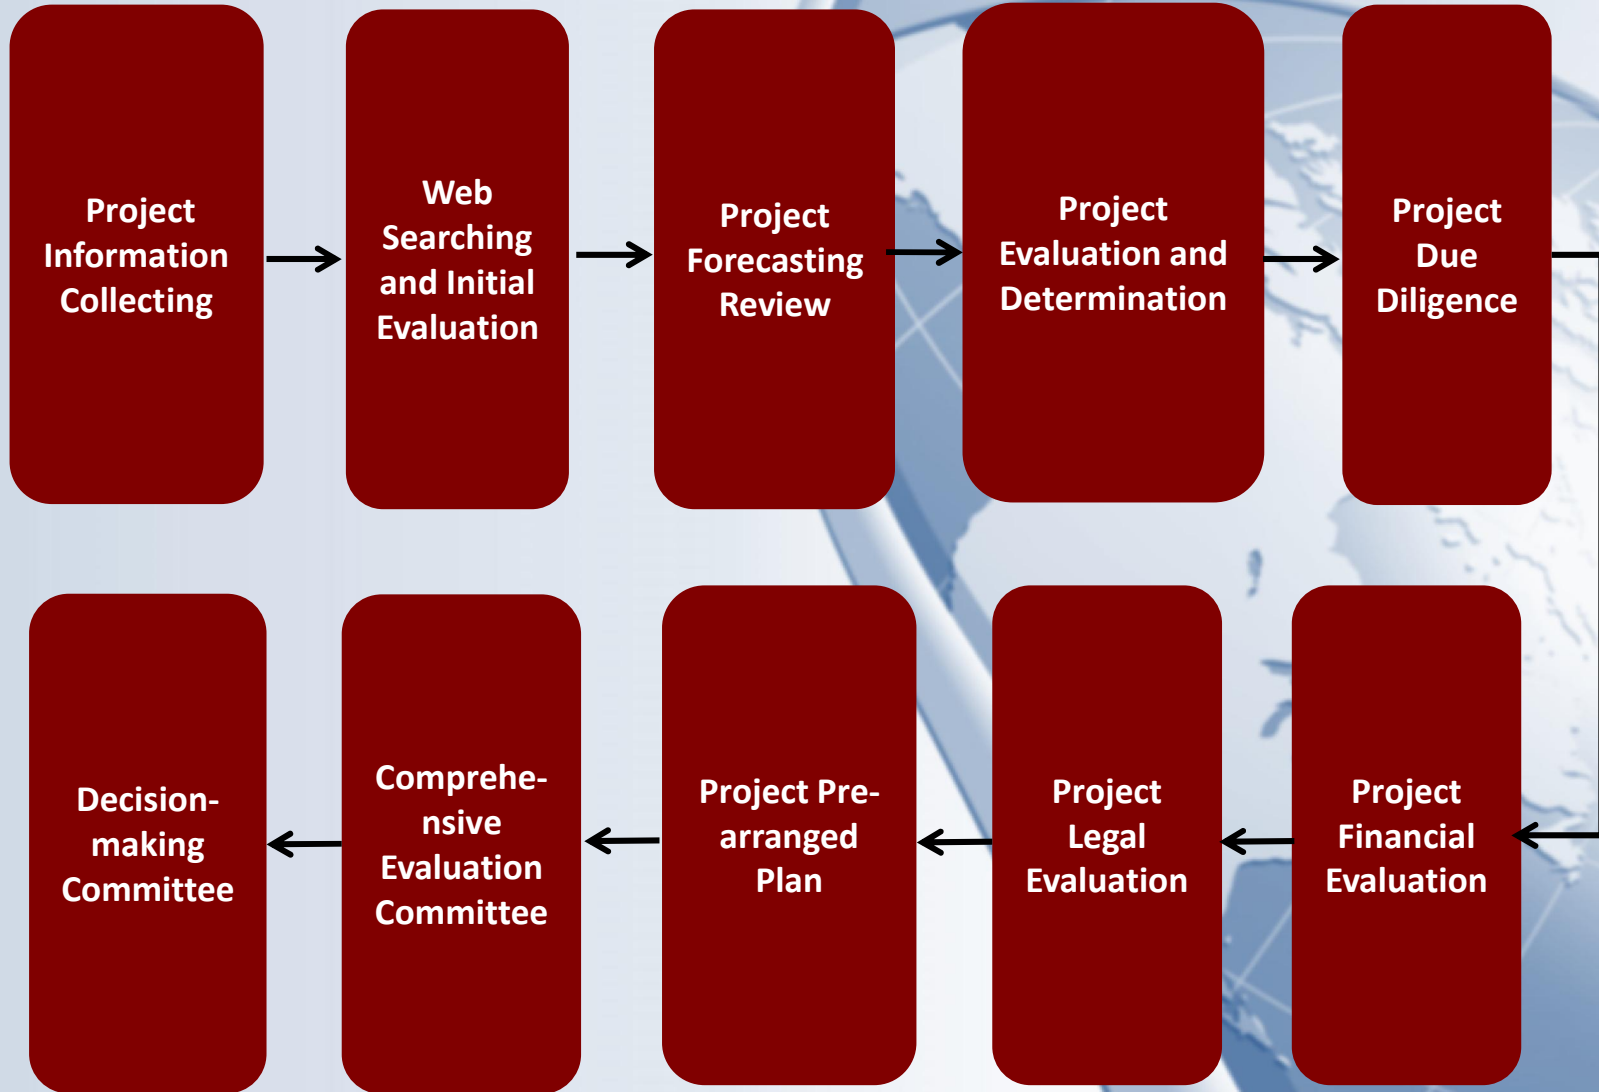 Project
Information
Collecting
Web
Searching
and Initial
Evaluation
Project
Forecasting
Review
Project
Evaluation and
Determination
Project
Due
Diligence
Decision-
making
Committee
Comprehe-
nsive
Evaluation
Committee
Project Pre-
arranged
Plan
Project
Legal
Evaluation
Project
Financial
Evaluation